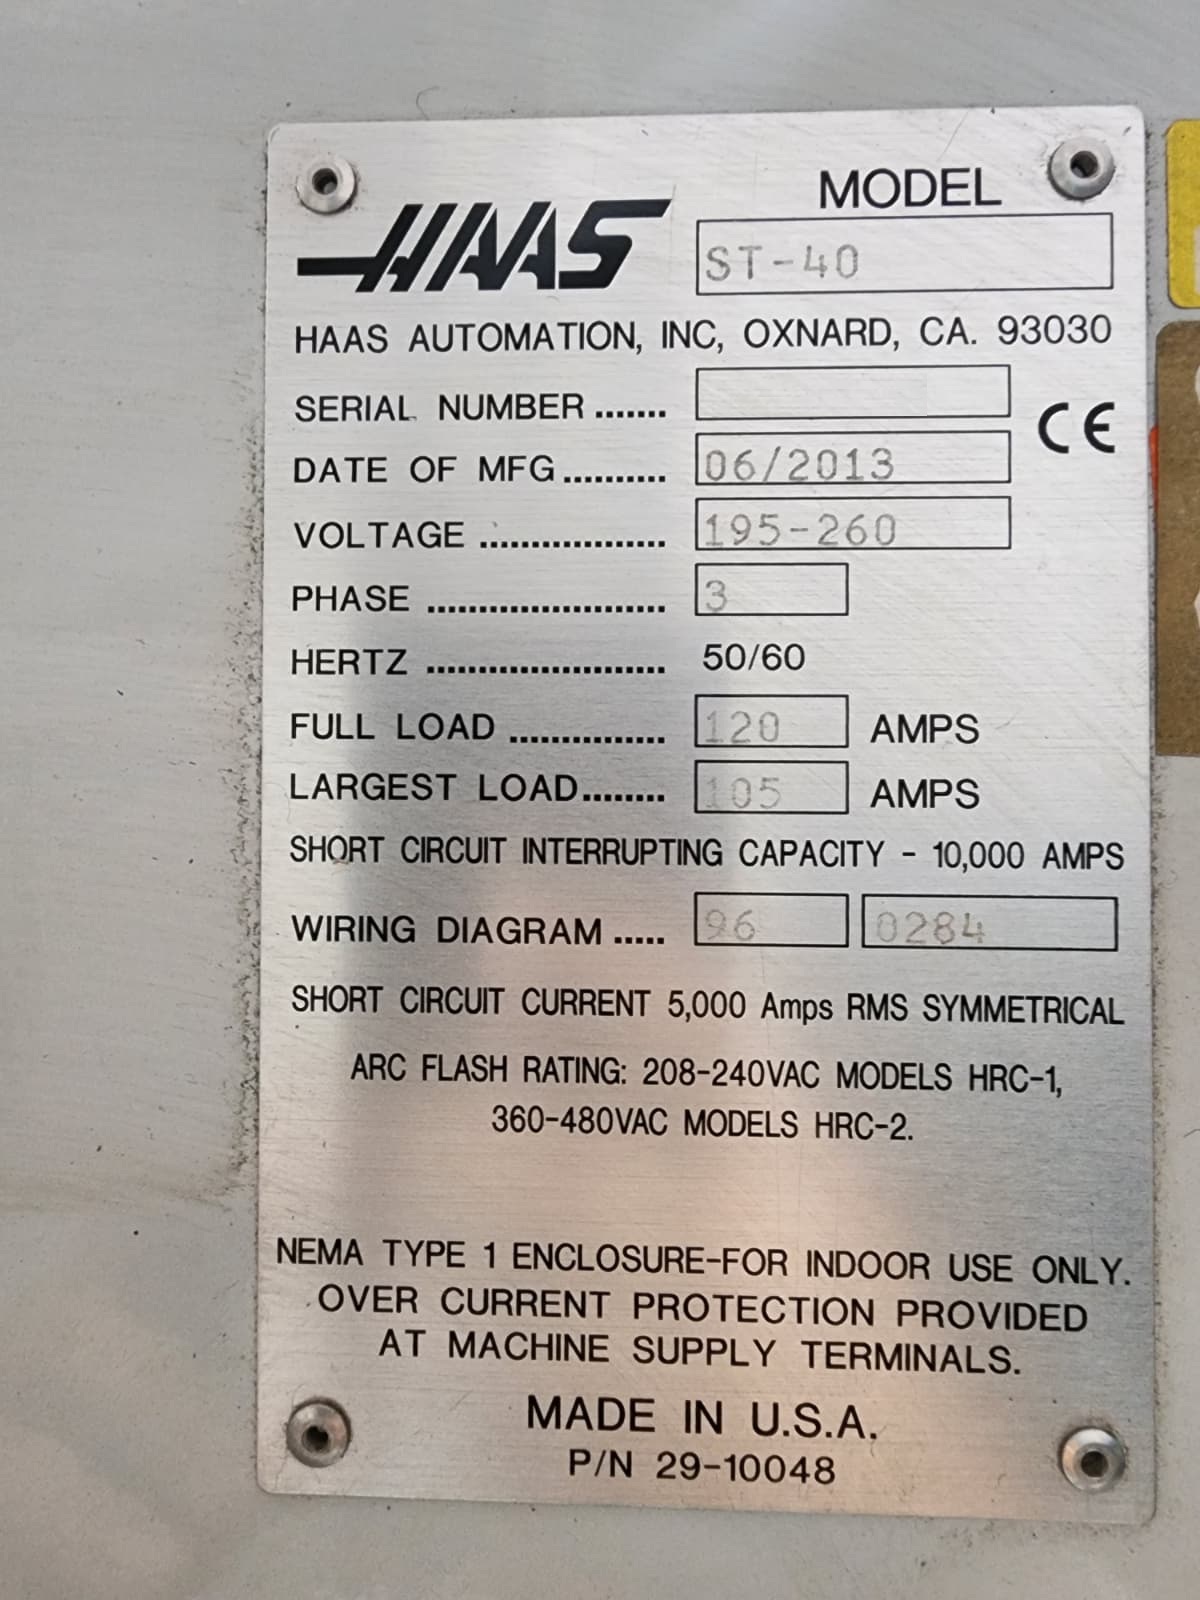 MODEL
HAAS ST-40
HAAS AUTOMATION, INC, OXNARD, CA. 93030
SERIAL NUMBER .......
CE
DATE OF MFG.......... 06/2013
VOLTAGE .................. 195-260
PHASE ....................... 3
HERTZ ....................... 50/60
FULL LOAD ............... 120 AMPS
LARGEST LOAD........ 105 AMPS
SHORT CIRCUIT INTERRUPTING CAPACITY - 10,000 AMPS
WIRING DIAGRAM ..... 96 0284
SHORT CIRCUIT CURRENT 5,000 Amps RMS SYMMETRICAL
ARC FLASH RATING: 208-240VAC MODELS HRC-1,
360-480VAC MODELS HRC-2.
NEMA TYPE 1 ENCLOSURE-FOR INDOOR USE ONLY.
OVER CURRENT PROTECTION PROVIDED
AT MACHINE SUPPLY TERMINALS.
MADE IN U.S.A.
P/N 29-10048